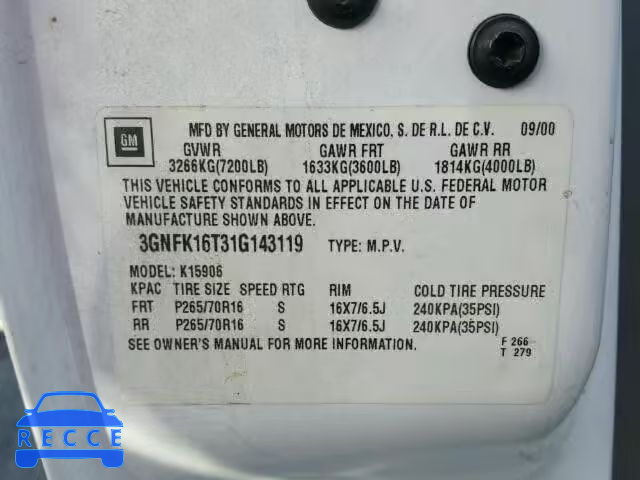 GM
MFD BY GENERAL MOTORS DE MEXICO, S. DE R.L. DE C.V. 09/00
GVWR GAWR FRT GAWR RR
3266KG(7200LB) 1633KG(3600LB) 1814KG(4000LB)
THIS VEHICLE CONFORMS TO ALL APPLICABLE U.S. FEDERAL MOTOR
VEHICLE SAFETY STANDARDS IN EFFECT ON THE DATE OF
MANUFACTURE SHOWN ABOVE.
3GNFK16T31G143119 TYPE: M.P.V.
MODEL: K15906
KPAC TIRE SIZE SPEED RTG RIM COLD TIRE PRESSURE
FRT P265/70R16 S 16X7/6.5J 240KPA(35PSI)
RR P265/70R16 S 16X7/6.5J 240KPA(35PSI)
SEE OWNER'S MANUAL FOR MORE INFORMATION.
F 266
T 279
RECCE